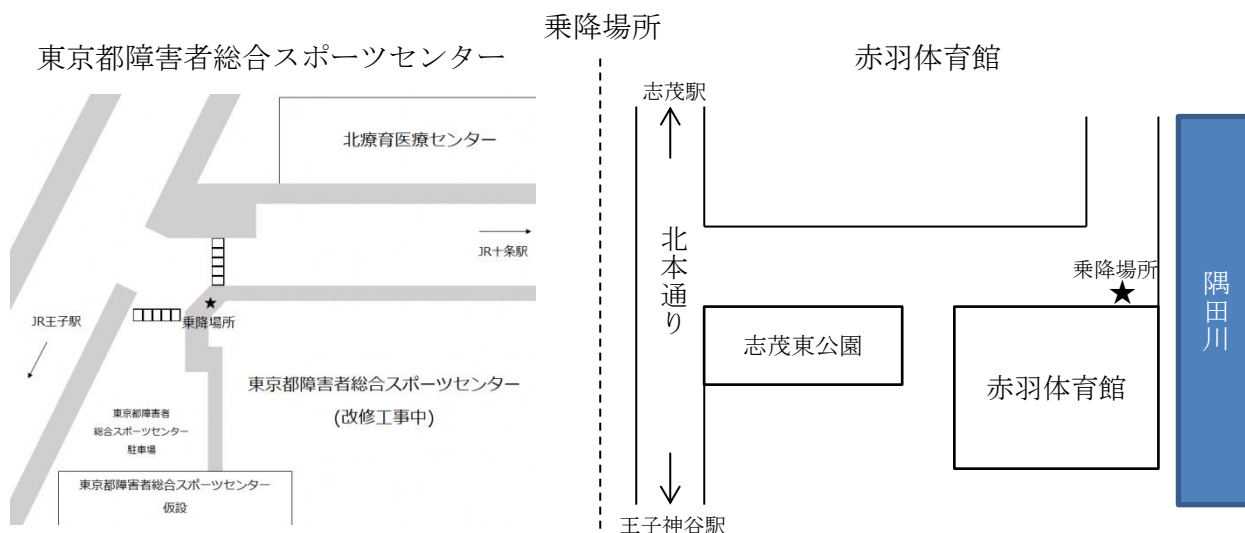 乗降場所
東京都障害者総合スポーツセンター
北療育医療センター
JR十条駅
★
乗降場所
JR王子駅
東京都障害者総合スポーツセンター
(改修工事中)
東京都障害者
総合スポーツセンター
駐車場
東京都障害者総合スポーツセンター
仮設
赤羽体育館
志茂駅
北本通り
乗降場所
★
志茂東公園
赤羽体育館
隅田川
王子神谷駅